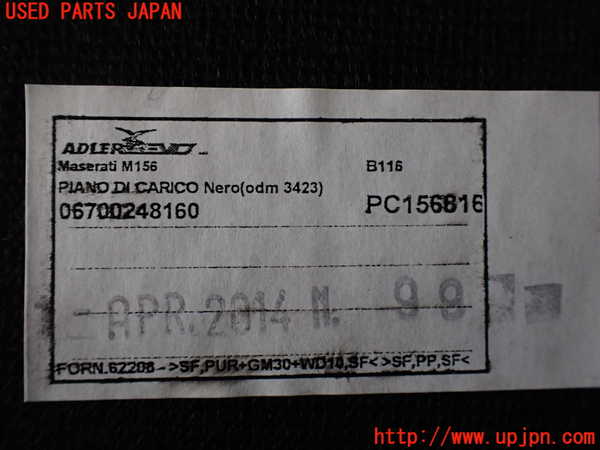 USED PARTS JAPAN
ADLER EVO
Maserati M156 B116
PIANO DI CARICO Nero(odm 3423)
06700248160 PC156816
APR.2014 N. 98
FORN.62208->SF,PUR+GM30+WD10,SF< >SF,PP,SF<
http://www.upjpn.com/